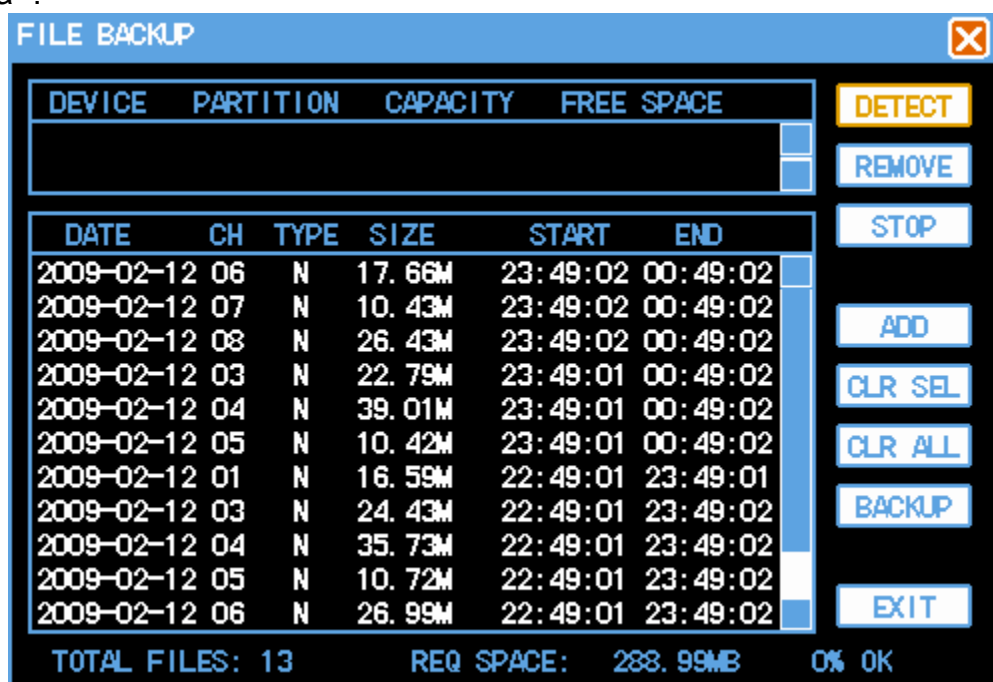 a :
FILE BACKUP
DEVICE PARTITION CAPACITY FREE SPACE
DETECT
REMOVE
STOP
DATE CH TYPE SIZE START END
2009-02-12 06 N 17.66M 23:49:02 00:49:02
2009-02-12 07 N 10.43M 23:49:02 00:49:02
2009-02-12 08 N 26.43M 23:49:02 00:49:02
2009-02-12 03 N 22.79M 23:49:01 00:49:02
2009-02-12 04 N 39.01M 23:49:01 00:49:02
2009-02-12 05 N 10.42M 23:49:01 00:49:02
2009-02-12 01 N 16.59M 22:49:01 23:49:01
2009-02-12 03 N 24.43M 22:49:01 23:49:02
2009-02-12 04 N 35.73M 22:49:01 23:49:02
2009-02-12 05 N 10.72M 22:49:01 23:49:02
2009-02-12 06 N 26.99M 22:49:01 23:49:02
ADD
CLR SEL
CLR ALL
BACKUP
EXIT
TOTAL FILES: 13 REQ SPACE: 288.99MB 0% OK